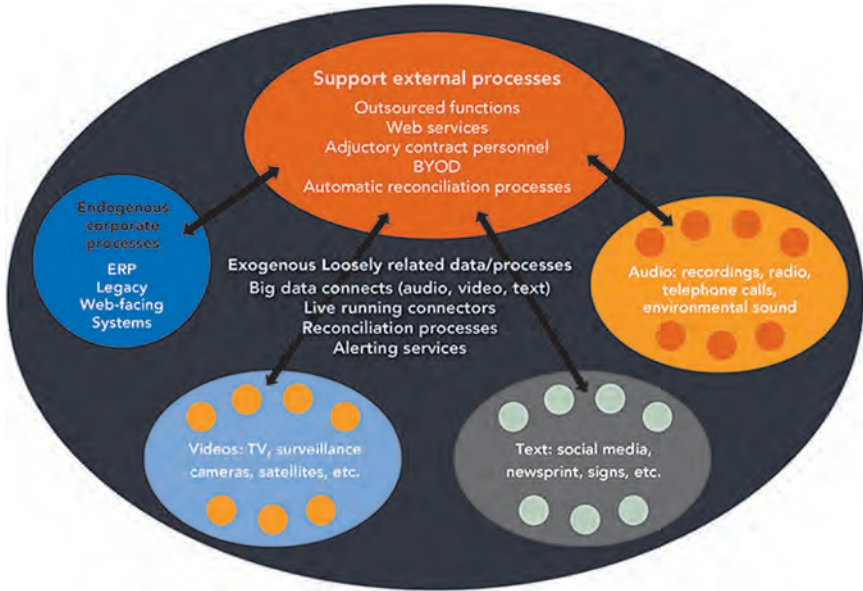 Support external processes
Outsourced functions
Web services
Adjuctory contract personnel
BYOD
Automatic reconciliation processes
Endogenous
corporate
processes
ERP
Legacy
Web-facing
Systems
Exogenous Loosely related data/processes
Big data connects (audio, video, text)
Live running connectors
Reconciliation processes
Alerting services
Audio: recordings, radio,
telephone calls,
environmental sound
Videos: TV, surveillance
cameras, satellites, etc.
Text: social media,
newsprint, signs, etc.